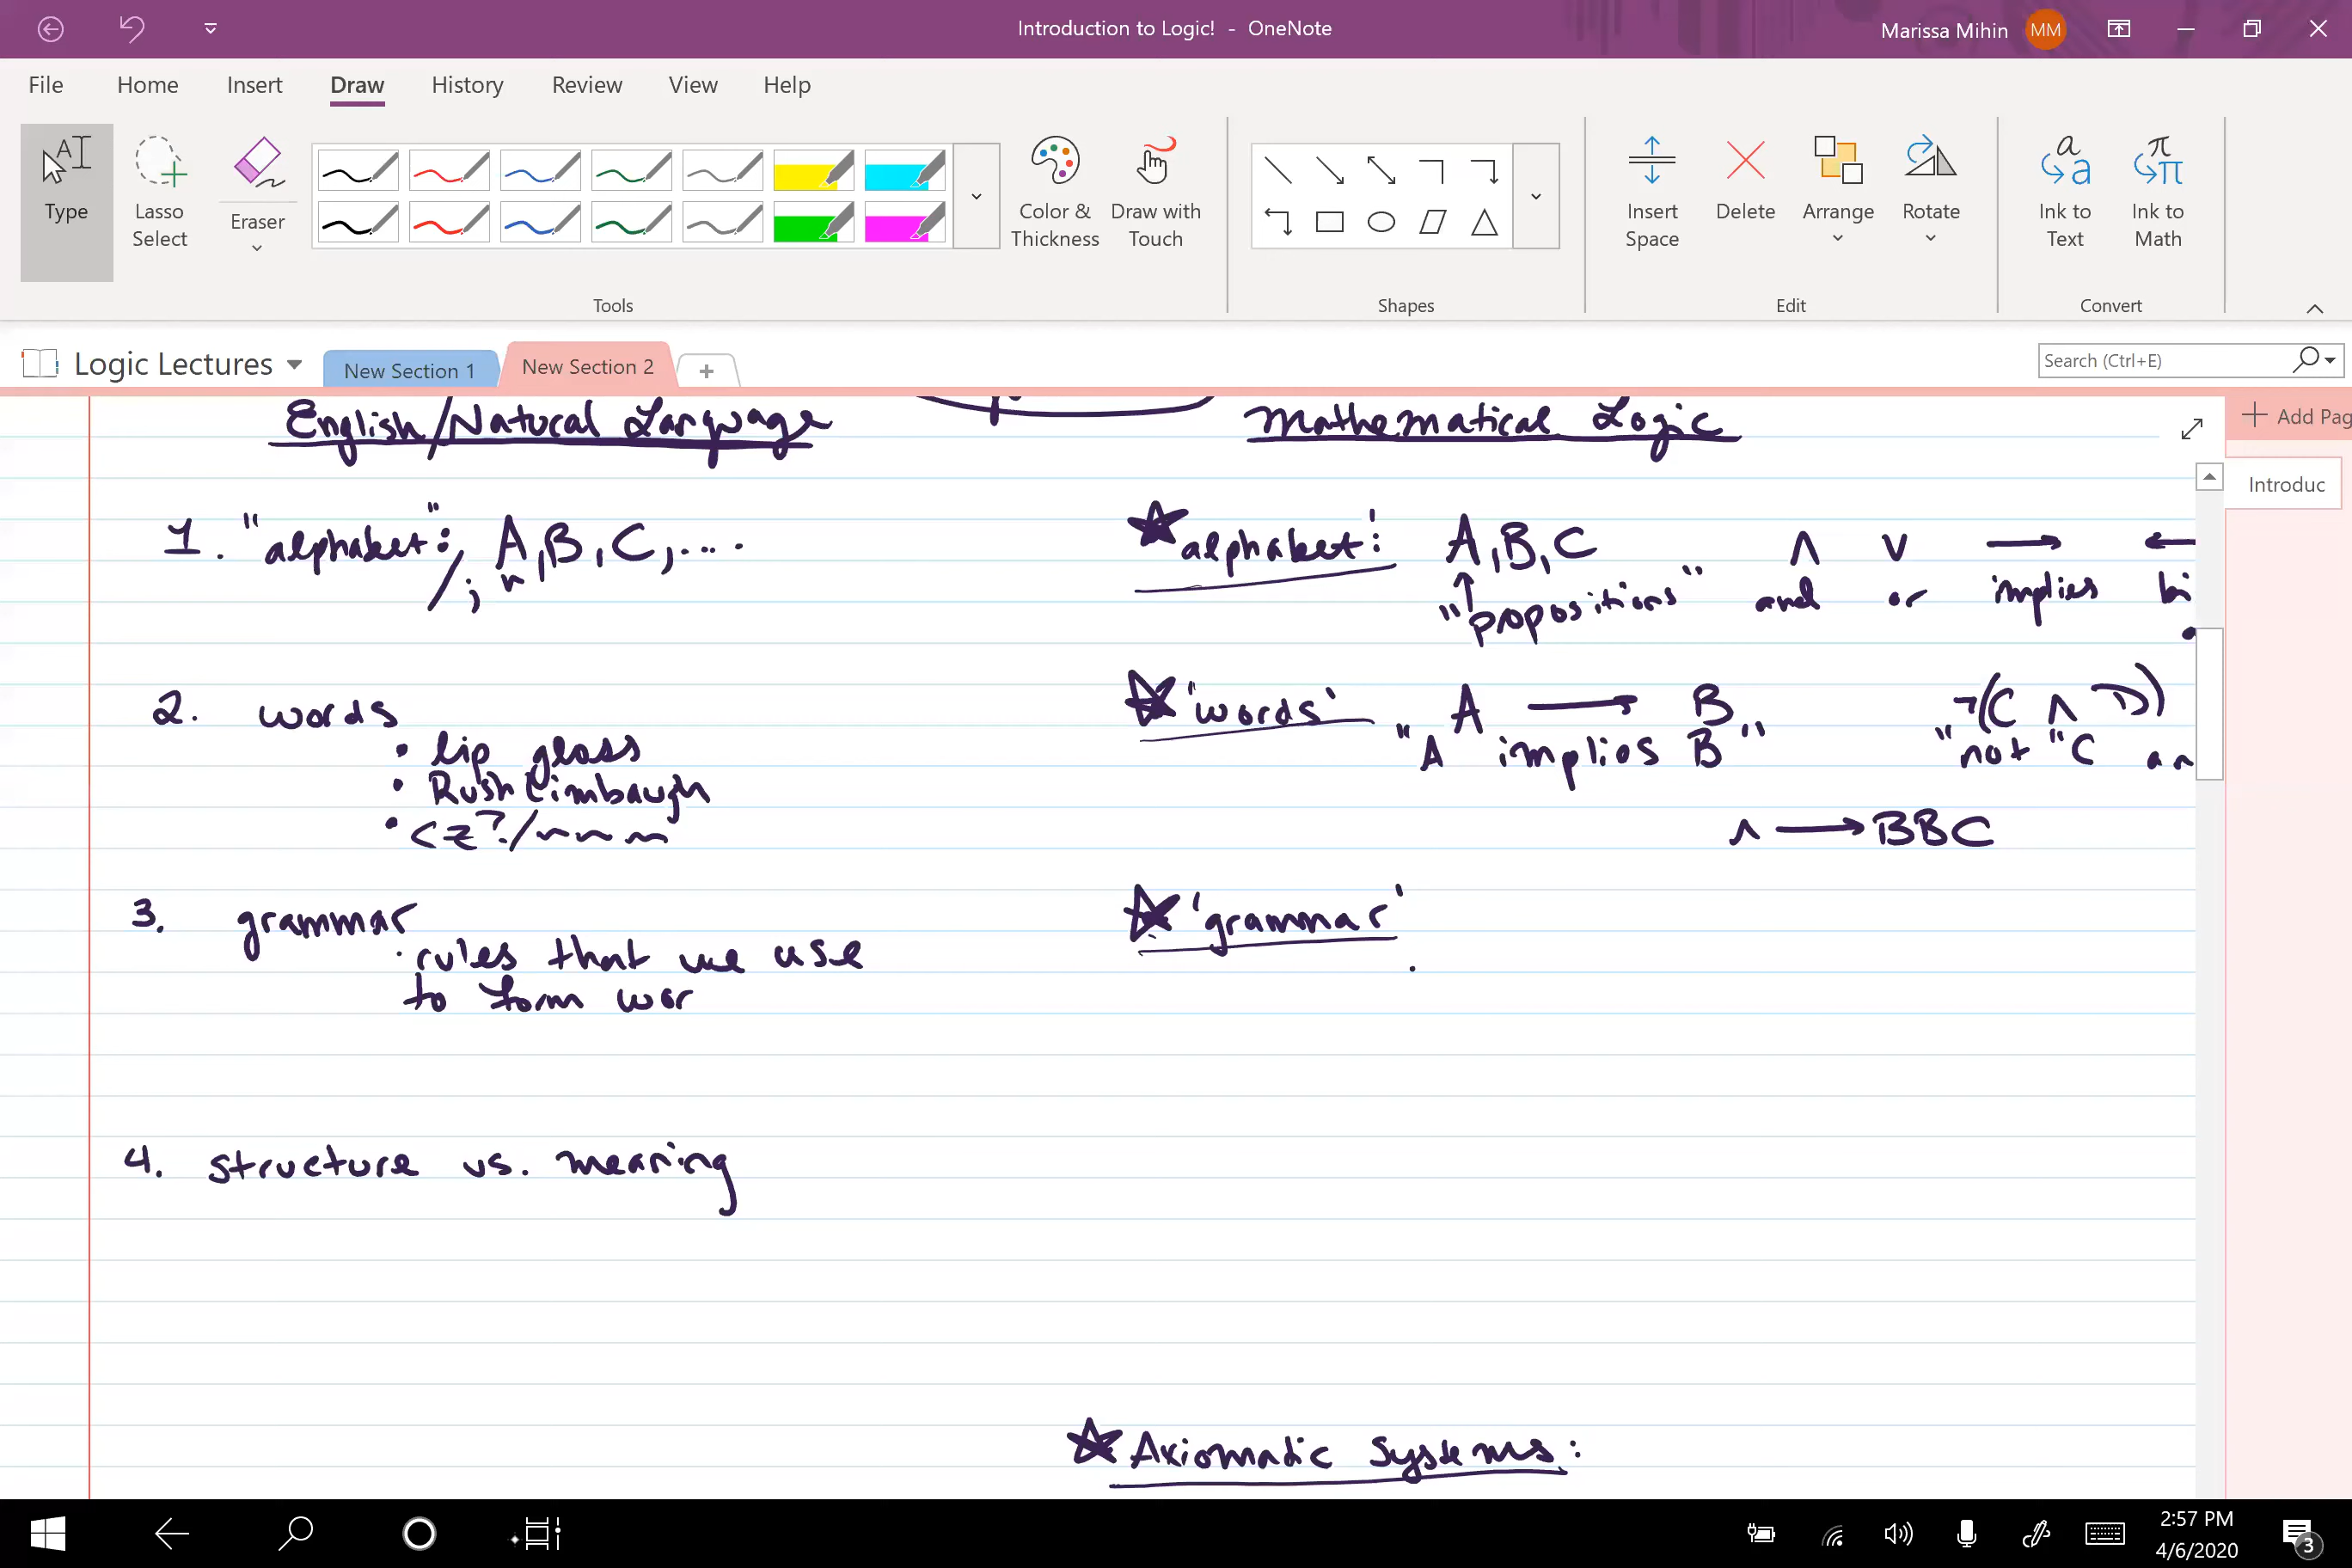 Introduction to Logic! - OneNote
Marissa Mihin MM
File Home Insert Draw History Review View Help
Type
Lasso Select
Eraser
Color & Thickness
Draw with Touch
Insert Space
Delete
Arrange
Rotate
Ink to Text
Ink to Math
Tools
Shapes
Edit
Convert
Logic Lectures
New Section 1
New Section 2
Search (Ctrl+E)
Add Pag
Introduc
English/Natural Language
Mathematical Logic
1. "alphabet": A, B, C, ....
/ ; "
alphabet: A, B, C ∧ ∨ → ←
"propositions" and or implies bi
2. words
• lip gloss
• Rush Limbaugh
'words' A → B ¬(C ∧ D)
"A implies B" "not "C an
∧ → BBC
3. grammar
· rules that we use
to form wor
'grammar'
4. structure vs. meaning
Axiomatic Systems:
2:57 PM
4/6/2020
3